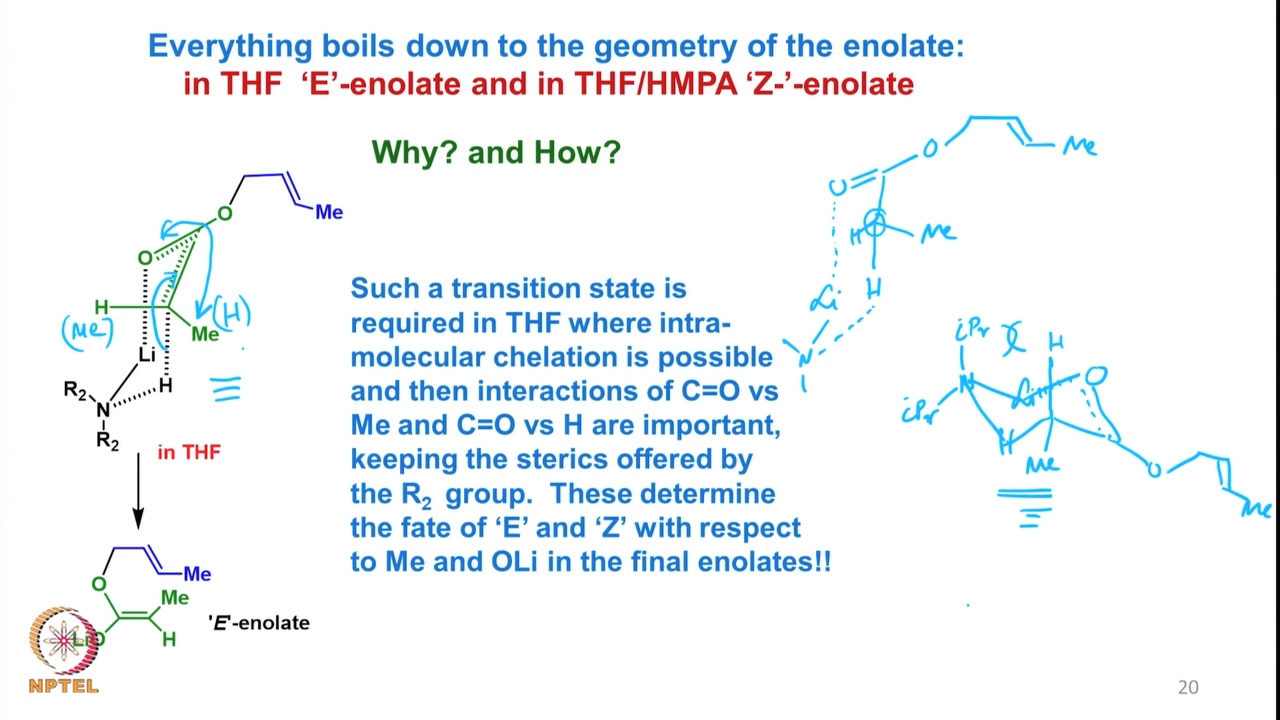 Everything boils down to the geometry of the enolate:
in THF ‘E’-enolate and in THF/HMPA ‘Z-’-enolate
Why? and How?
O
Me
O
H
(Me)
Me
(H)
Li
H
R2
N
R2
in THF
O
Me
Me
LiO
H
'E'-enolate
Such a transition state is
required in THF where intra-
molecular chelation is possible
and then interactions of C=O vs
Me and C=O vs H are important,
keeping the sterics offered by
the R2 group. These determine
the fate of ‘E’ and ‘Z’ with respect
to Me and OLi in the final enolates!!
O
Me
O
H
Me
Li
H
N
iPr
H
N
Li
O
iPr
H
Me
O
Me
NPTEL
20